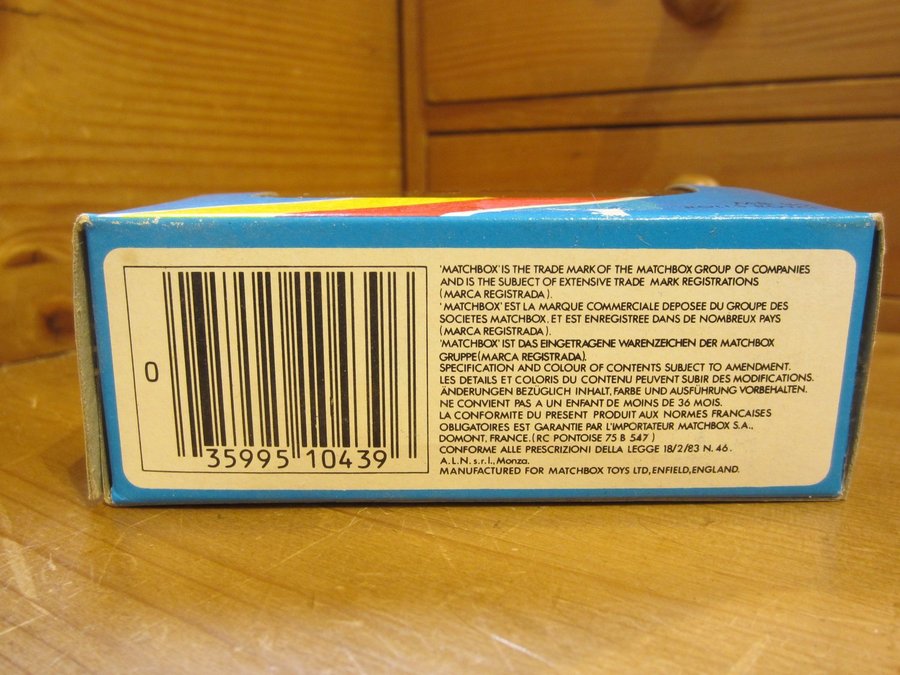 'MATCHBOX' IS THE TRADE MARK OF THE MATCHBOX GROUP OF COMPANIES
AND IS THE SUBJECT OF EXTENSIVE TRADE MARK REGISTRATIONS
(MARCA REGISTRADA).
'MATCHBOX' EST LA MARQUE COMMERCIALE DEPOSEE DU GROUPE DES
SOCIETES MATCHBOX, ET EST ENREGISTREE DANS DE NOMBREUX PAYS
(MARCA REGISTRADA).
'MATCHBOX' IST DAS EINGETRAGENE WARENZEICHEN DER MATCHBOX
GRUPPE (MARCA REGISTRADA).
SPECIFICATION AND COLOUR OF CONTENTS SUBJECT TO AMENDMENT.
LES DETAILS ET COLORIS DU CONTENU PEUVENT SUBIR DES MODIFICATIONS.
ÄNDERUNGEN BEZÜGLICH INHALT, FARBE UND AUSFÜHRUNG VORBEHALTEN.
NE CONVIENT PAS A UN ENFANT DE MOINS DE 36 MOIS.
LA CONFORMITE DU PRESENT PRODUIT AUX NORMES FRANCAISES
OBLIGATOIRES EST GARANTIE PAR L'IMPORTATEUR MATCHBOX S.A.,
DOMONT, FRANCE. (RC PONTOISE 75 B 547)
CONFORME ALLE PRESCRIZIONI DELLA LEGGE 18/2/83 N. 46.
A.L.N. s.r.l., Monza.
MANUFACTURED FOR MATCHBOX TOYS LTD, ENFIELD, ENGLAND.
0 35995 10439